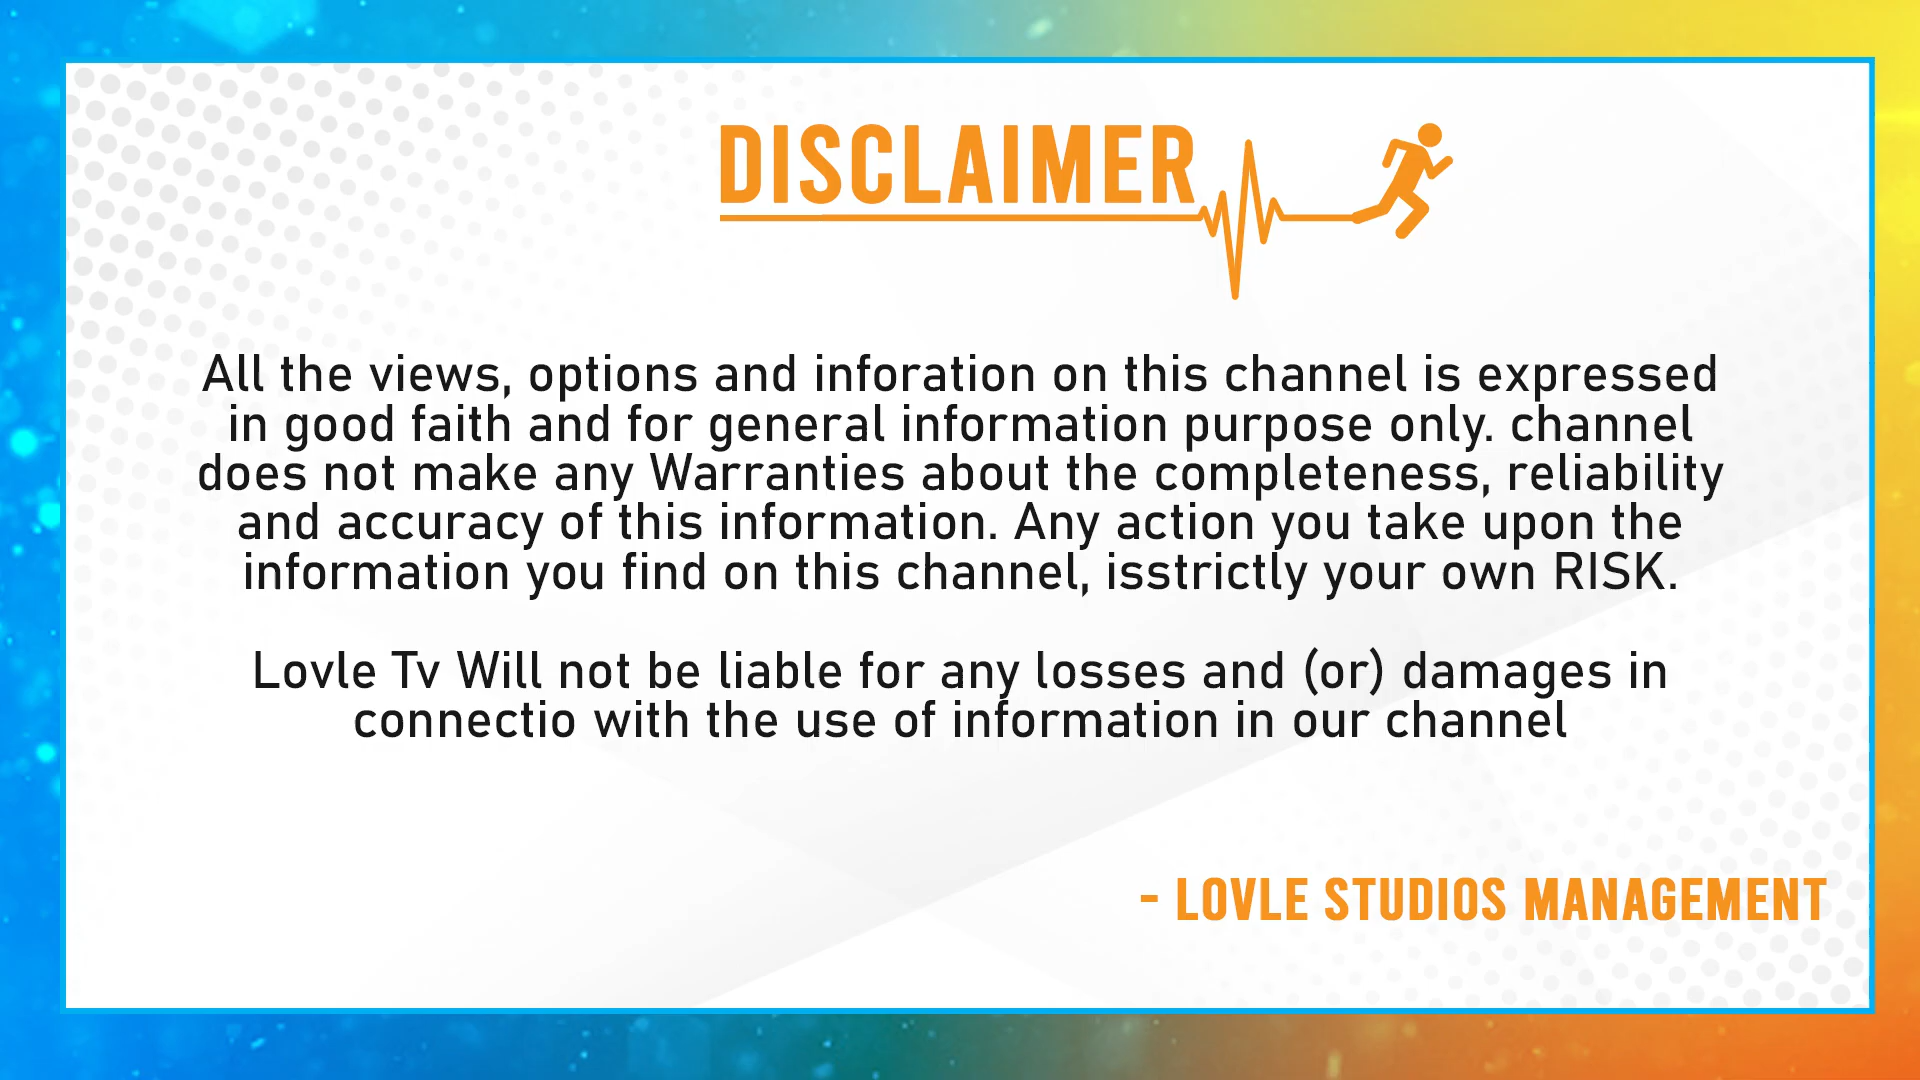 DISCLAIMER
All the views, options and inforation on this channel is expressed
in good faith and for general information purpose only. channel
does not make any Warranties about the completeness, reliability
and accuracy of this information. Any action you take upon the
information you find on this channel, isstrictly your own RISK.
Lovle Tv Will not be liable for any losses and (or) damages in
connectio with the use of information in our channel
- LOVLE STUDIOS MANAGEMENT